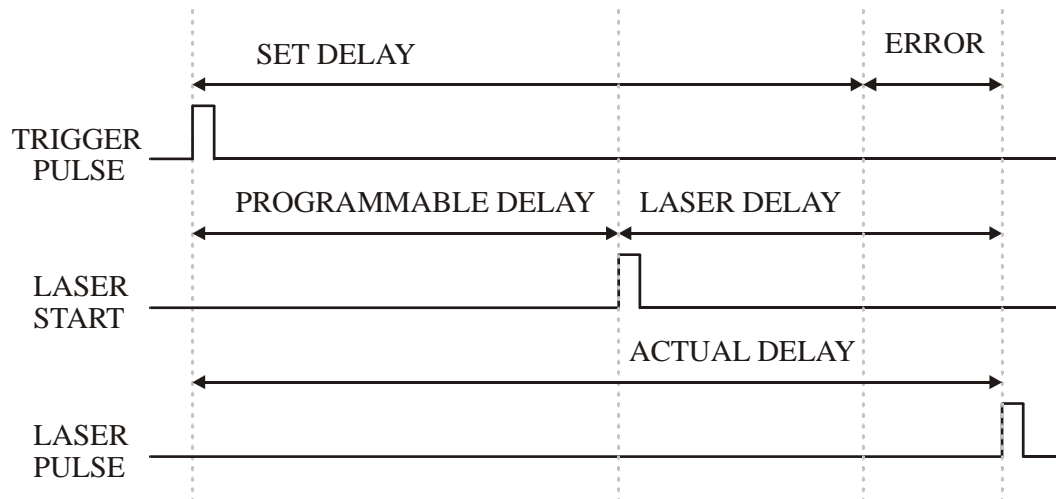 ERROR
SET DELAY
TRIGGER
PULSE
PROGRAMMABLE DELAY
LASER DELAY
LASER
START
ACTUAL DELAY
LASER
PULSE